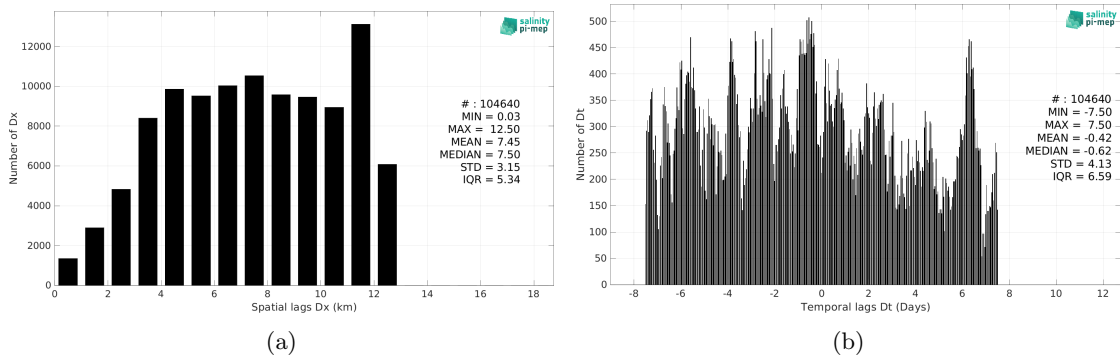 salinity
pi-mep
12000
10000
8000
6000
4000
2000
0
Number of Dx
# : 104640
MIN = 0.03
MAX = 12.50
MEAN = 7.45
MEDIAN = 7.50
STD = 3.15
IQR = 5.34
0 2 4 6 8 10 12 14 16 18
Spatial lags Dx (km)
(a)
salinity
pi-mep
500
450
400
350
300
250
200
150
100
50
0
Number of Dt
# : 104640
MIN = -7.50
MAX = 7.50
MEAN = -0.42
MEDIAN = -0.62
STD = 4.13
IQR = 6.59
-8 -6 -4 -2 0 2 4 6 8 10 12
Temporal lags Dt (Days)
(b)